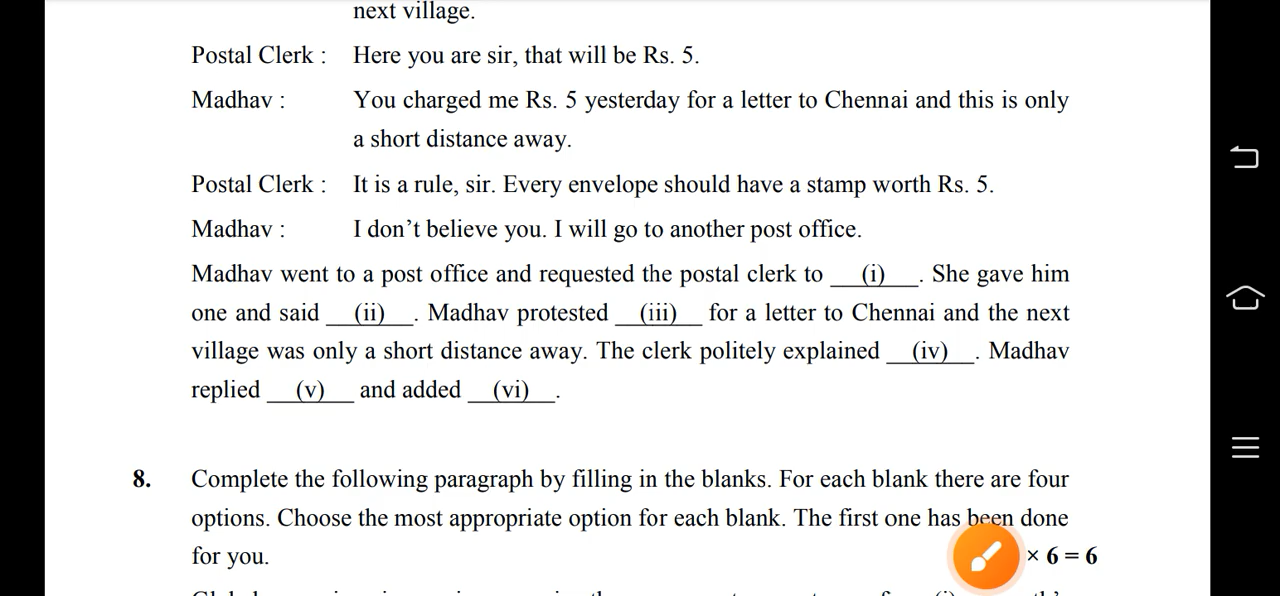 next village.
Postal Clerk : Here you are sir, that will be Rs. 5.
Madhav : You charged me Rs. 5 yesterday for a letter to Chennai and this is only
a short distance away.
Postal Clerk : It is a rule, sir. Every envelope should have a stamp worth Rs. 5.
Madhav : I don’t believe you. I will go to another post office.
Madhav went to a post office and requested the postal clerk to (i) . She gave him
one and said (ii) . Madhav protested (iii) for a letter to Chennai and the next
village was only a short distance away. The clerk politely explained (iv) . Madhav
replied (v) and added (vi) .
8. Complete the following paragraph by filling in the blanks. For each blank there are four
options. Choose the most appropriate option for each blank. The first one has been done
for you. × 6 = 6